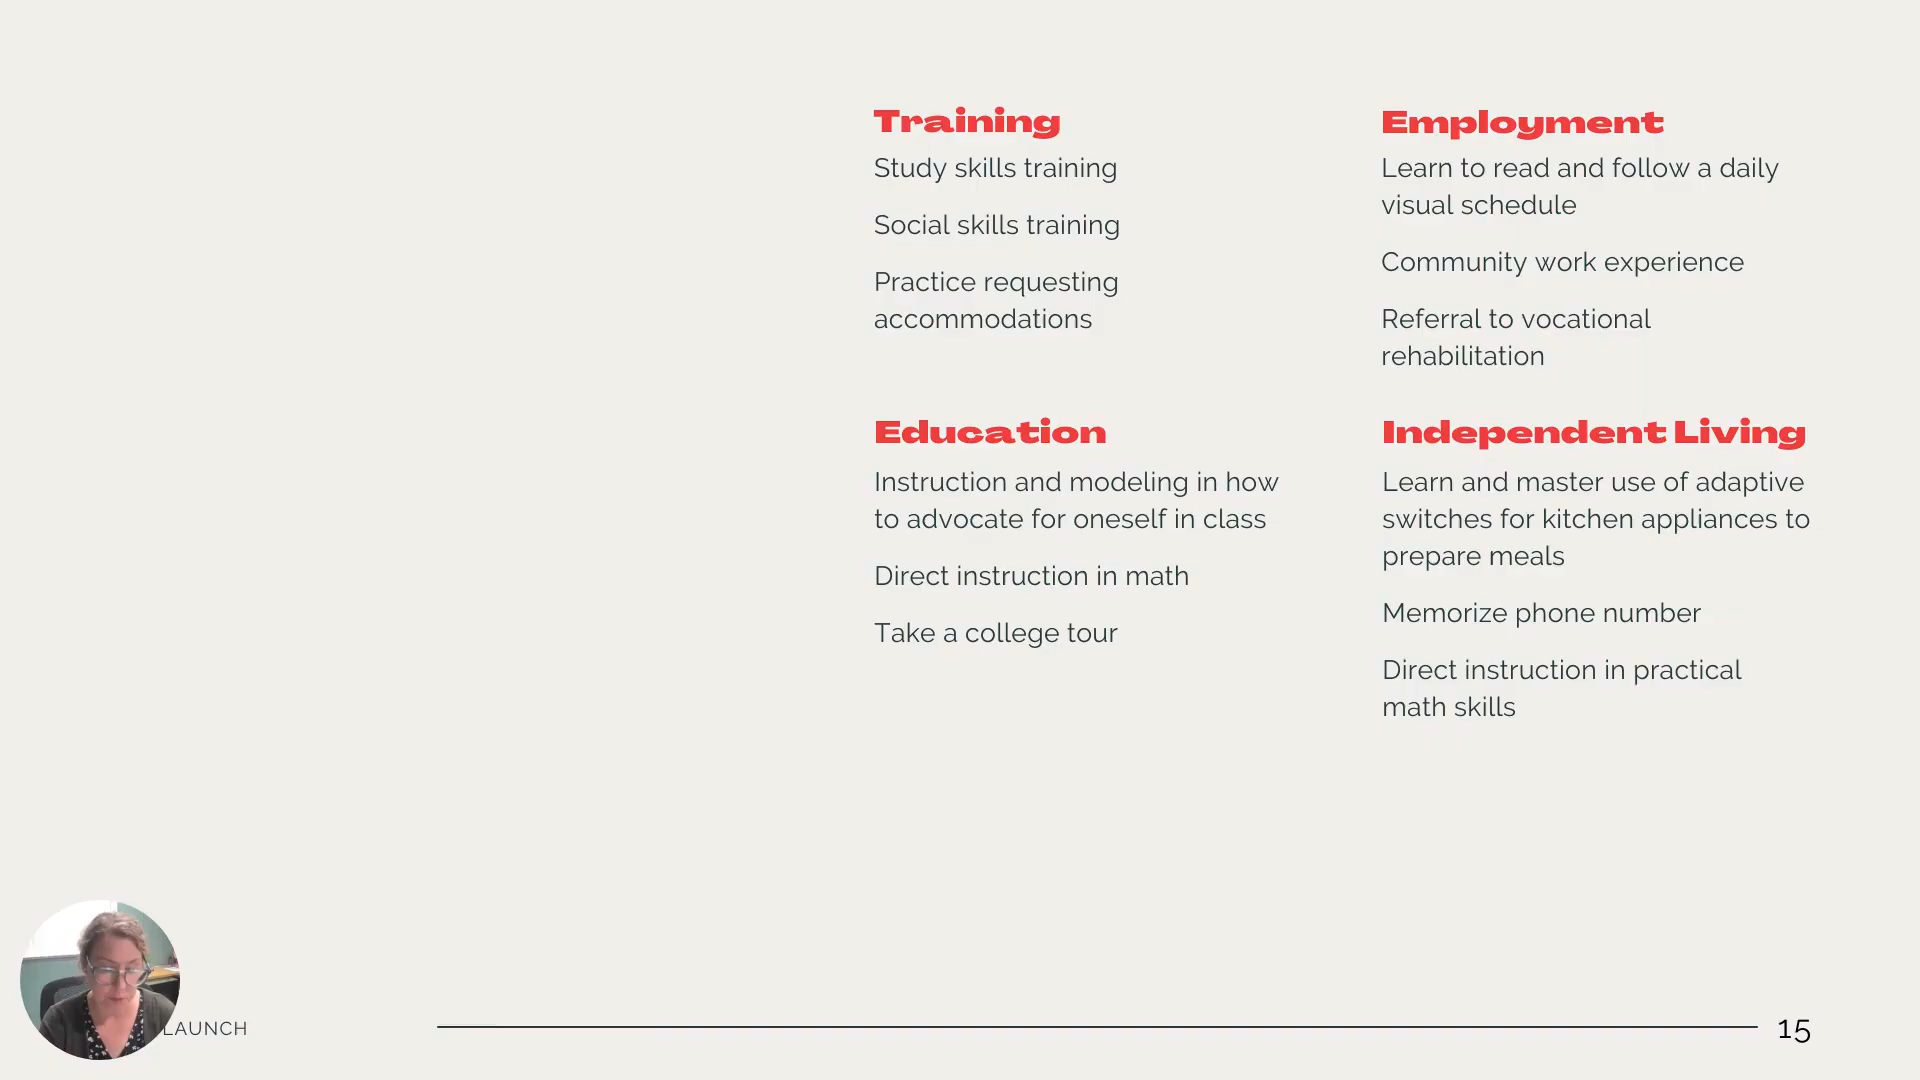 Training
Study skills training
Social skills training
Practice requesting
accommodations
Employment
Learn to read and follow a daily
visual schedule
Community work experience
Referral to vocational
rehabilitation
Education
Instruction and modeling in how
to advocate for oneself in class
Direct instruction in math
Take a college tour
Independent Living
Learn and master use of adaptive
switches for kitchen appliances to
prepare meals
Memorize phone number
Direct instruction in practical
math skills
LAUNCH
15